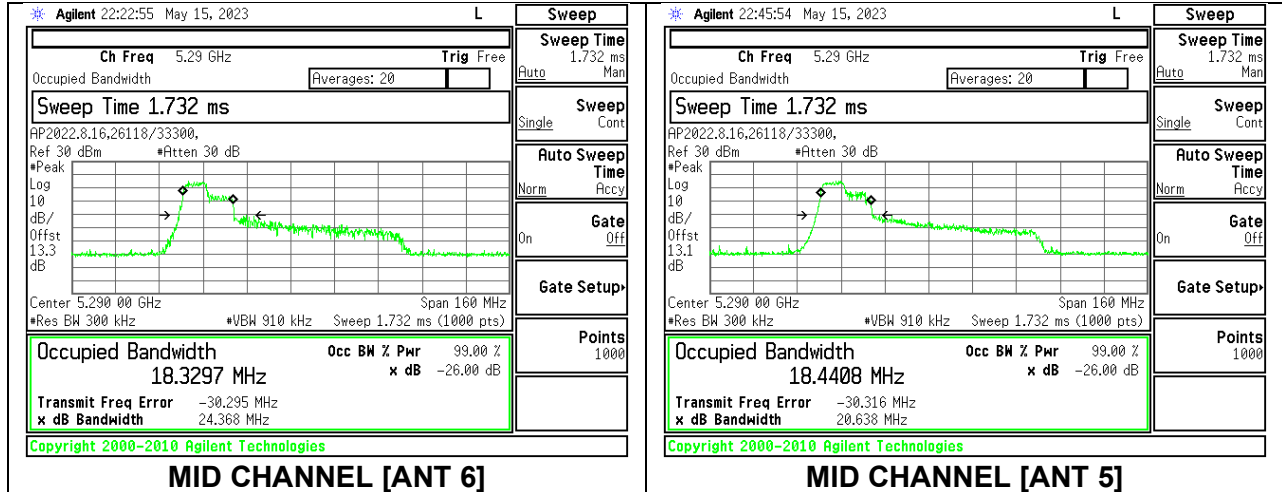 Agilent 22:22:55 May 15, 2023 L
Ch Freq 5.29 GHz Trig Free
Occupied Bandwidth Averages: 20
Sweep Time 1.732 ms
AP2022.8.16,26118/33300,
Ref 30 dBm #Atten 30 dB
#Peak
Log
10
dB/
Offst
13.3
dB
Center 5.290 00 GHz Span 160 MHz
#Res BW 300 kHz #VBW 910 kHz Sweep 1.732 ms (1000 pts)
Occupied Bandwidth Occ BW % Pwr 99.00 %
18.3297 MHz x dB -26.00 dB
Transmit Freq Error -30.295 MHz
x dB Bandwidth 24.368 MHz
Copyright 2000-2010 Agilent Technologies
Sweep
Sweep Time
1.732 ms
Auto Man
Sweep
Single Cont
Auto Sweep
Time
Norm Accy
Gate
On Off
Gate Setup
Points
1000
MID CHANNEL [ANT 6]
Agilent 22:45:54 May 15, 2023 L
Ch Freq 5.29 GHz Trig Free
Occupied Bandwidth Averages: 20
Sweep Time 1.732 ms
AP2022.8.16,26118/33300,
Ref 30 dBm #Atten 30 dB
#Peak
Log
10
dB/
Offst
13.1
dB
Center 5.290 00 GHz Span 160 MHz
#Res BW 300 kHz #VBW 910 kHz Sweep 1.732 ms (1000 pts)
Occupied Bandwidth Occ BW % Pwr 99.00 %
18.4408 MHz x dB -26.00 dB
Transmit Freq Error -30.316 MHz
x dB Bandwidth 20.638 MHz
Copyright 2000-2010 Agilent Technologies
Sweep
Sweep Time
1.732 ms
Auto Man
Sweep
Single Cont
Auto Sweep
Time
Norm Accy
Gate
On Off
Gate Setup
Points
1000
MID CHANNEL [ANT 5]